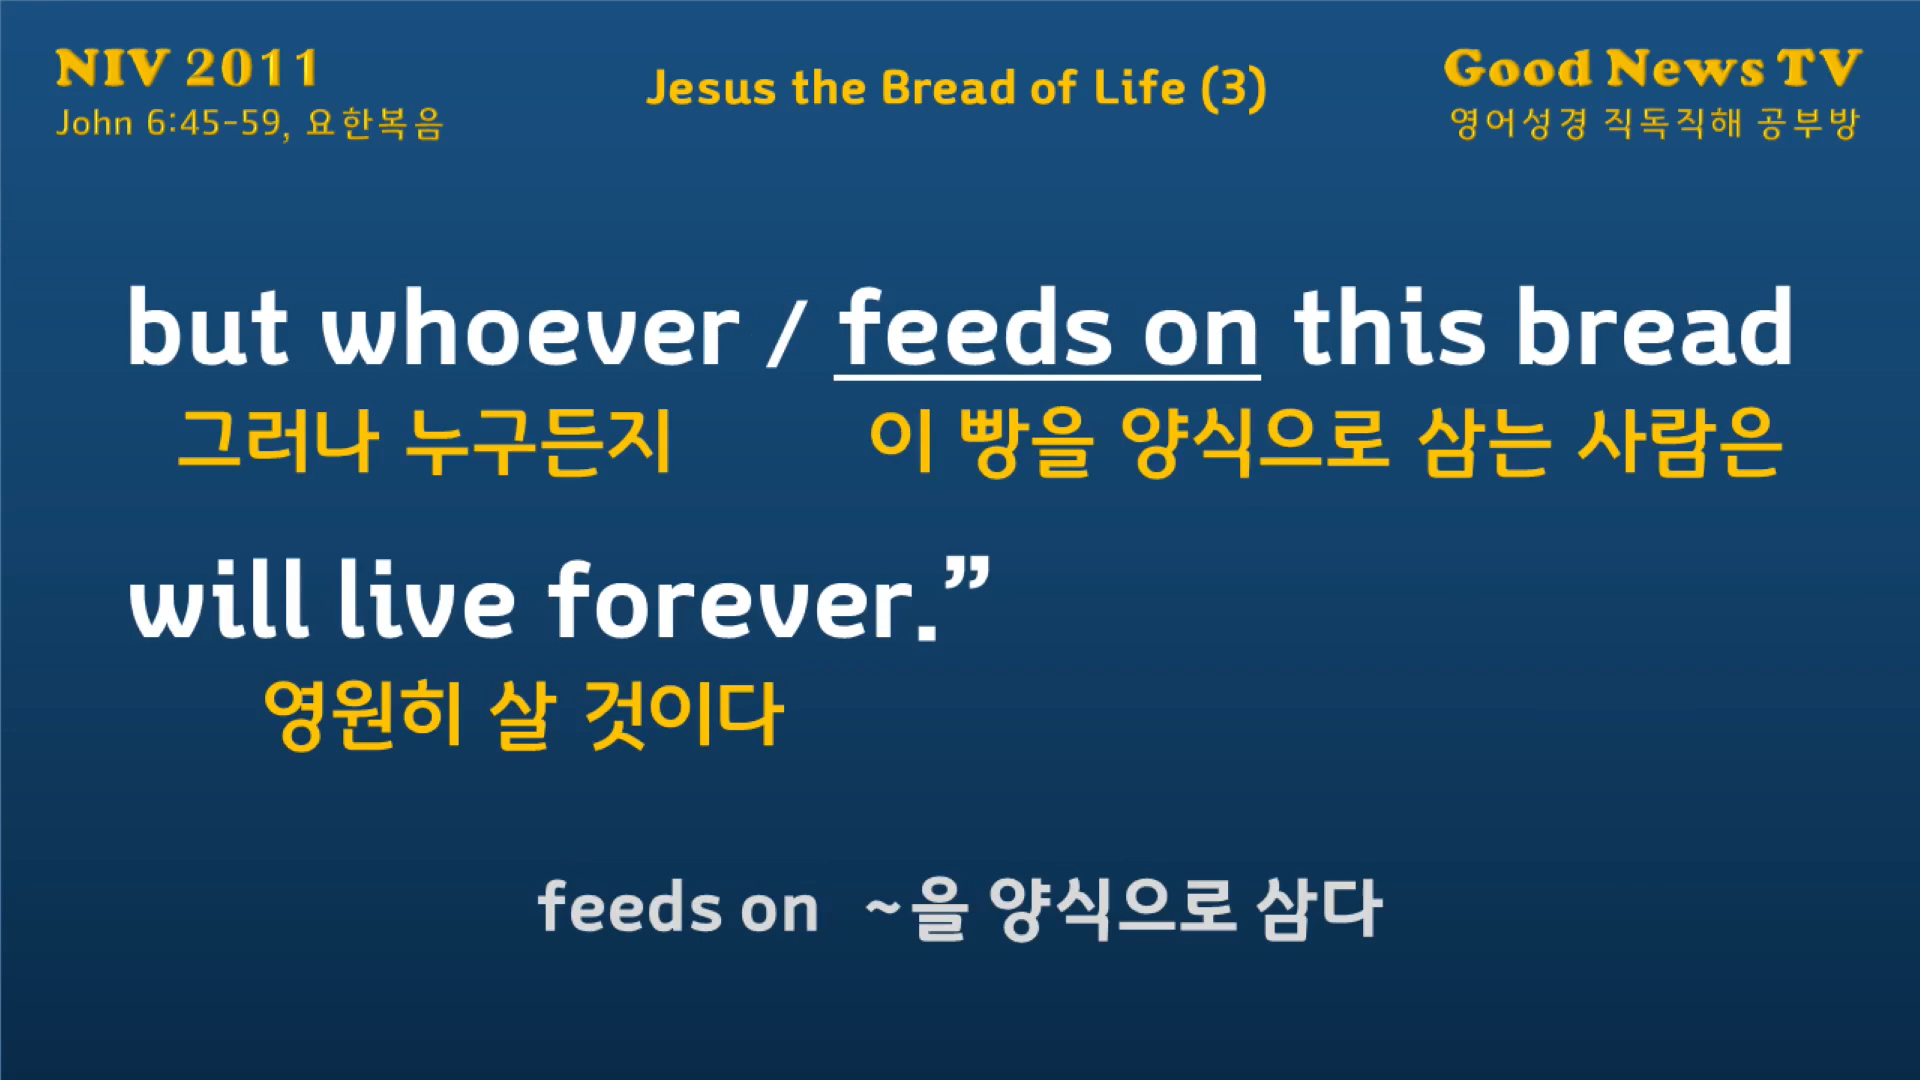 NIV 2011
John 6:45-59, 요한복음
Jesus the Bread of Life (3)
Good News TV
영어성경 직독직해 공부방
but whoever / feeds on this bread
그러나 누구든지 이 빵을 양식으로 삼는 사람은
will live forever.”
영원히 살 것이다
feeds on ~을 양식으로 삼다